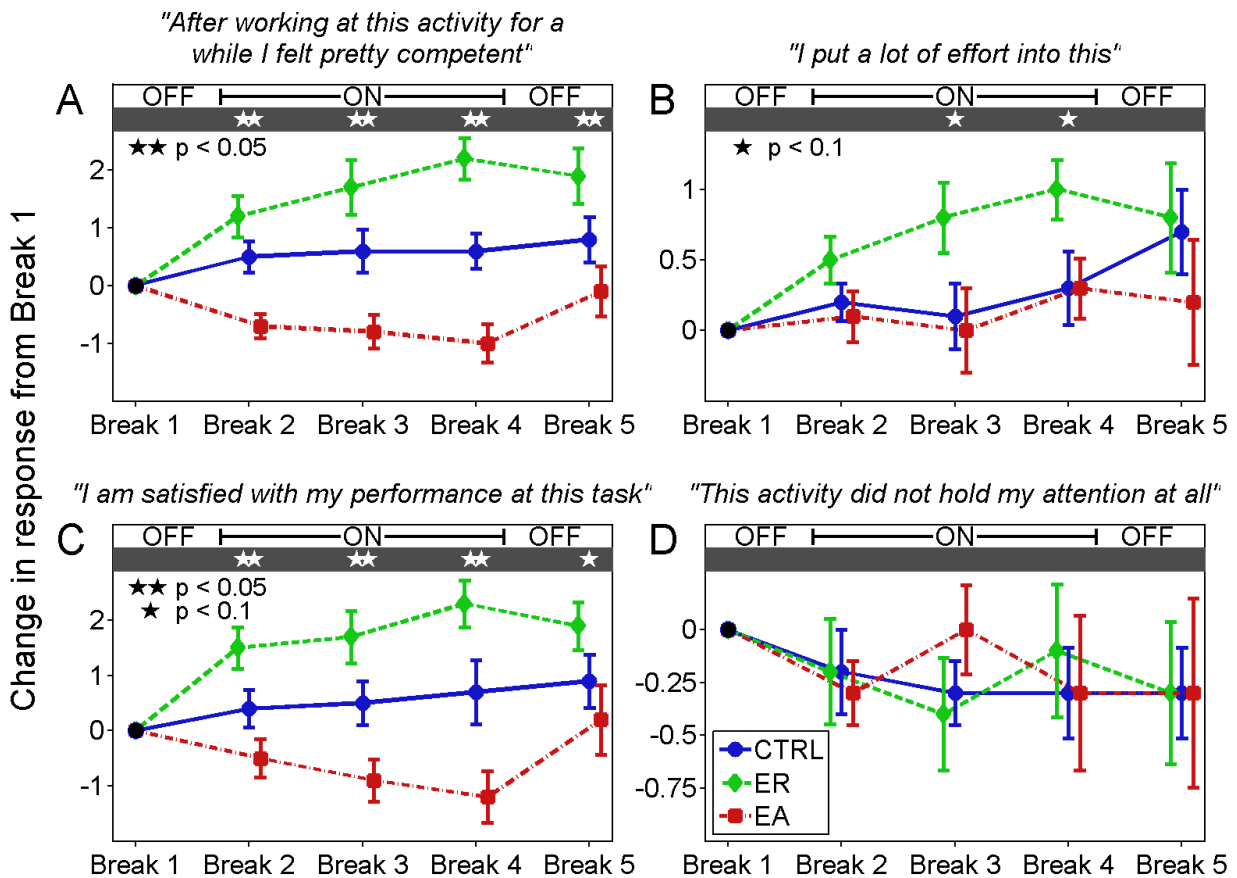 "After working at this activity for a
while I felt pretty competent"
A
OFF ON OFF
★★ ★★ ★★ ★★
★★ p < 0.05
2
1
0
-1
Break 1 Break 2 Break 3 Break 4 Break 5
"I put a lot of effort into this"
B
OFF ON OFF
★ ★
★ p < 0.1
1
0.5
0
Break 1 Break 2 Break 3 Break 4 Break 5
Change in response from Break 1
"I am satisfied with my performance at this task"
C
OFF ON OFF
★★ ★★ ★★ ★
★★ p < 0.05
★ p < 0.1
2
1
0
-1
Break 1 Break 2 Break 3 Break 4 Break 5
"This activity did not hold my attention at all"
D
OFF ON OFF
0
-0.25
-0.5
-0.75
CTRL
ER
EA
Break 1 Break 2 Break 3 Break 4 Break 5